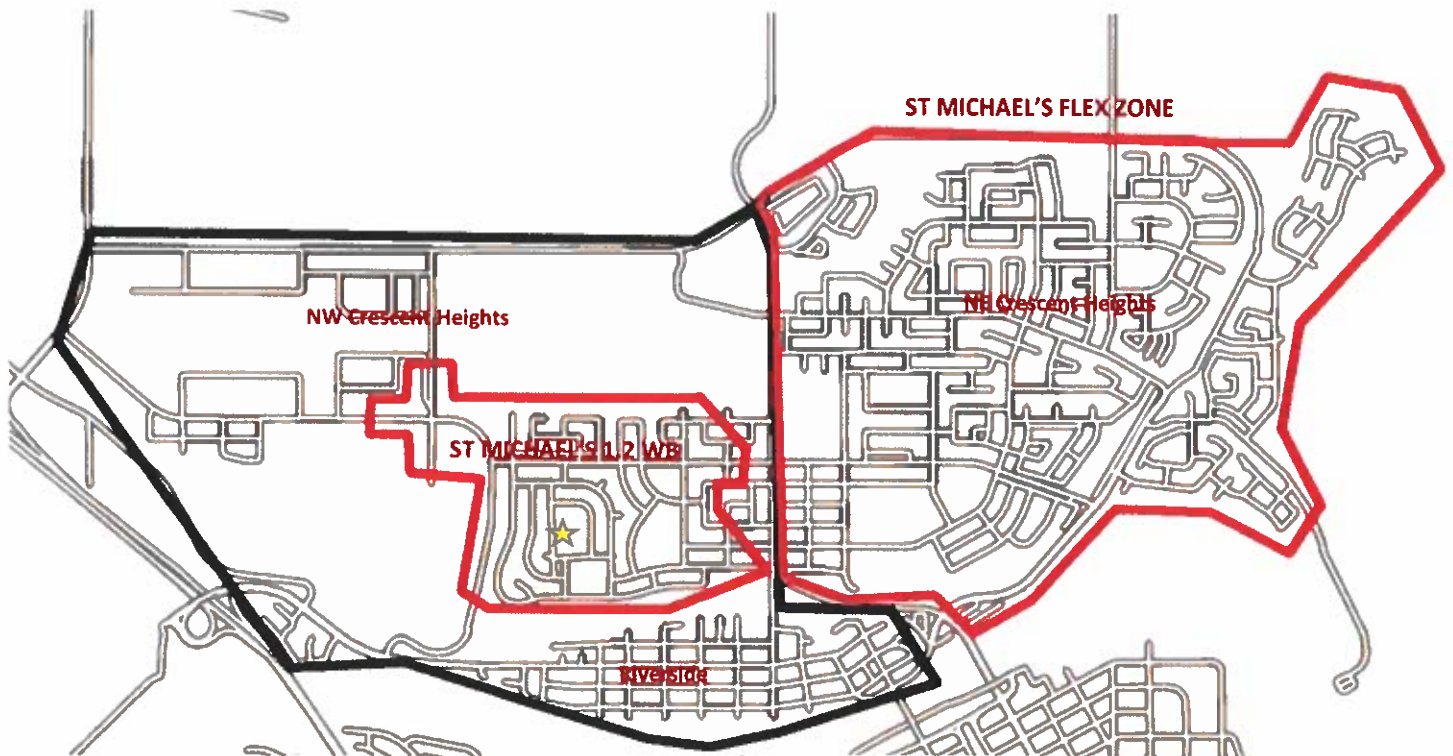 ST MICHAEL'S FLEX ZONE
NE Crescent Heights
NW Crescent Heights
ST MICHAEL'S 1.2 WB
Riverside